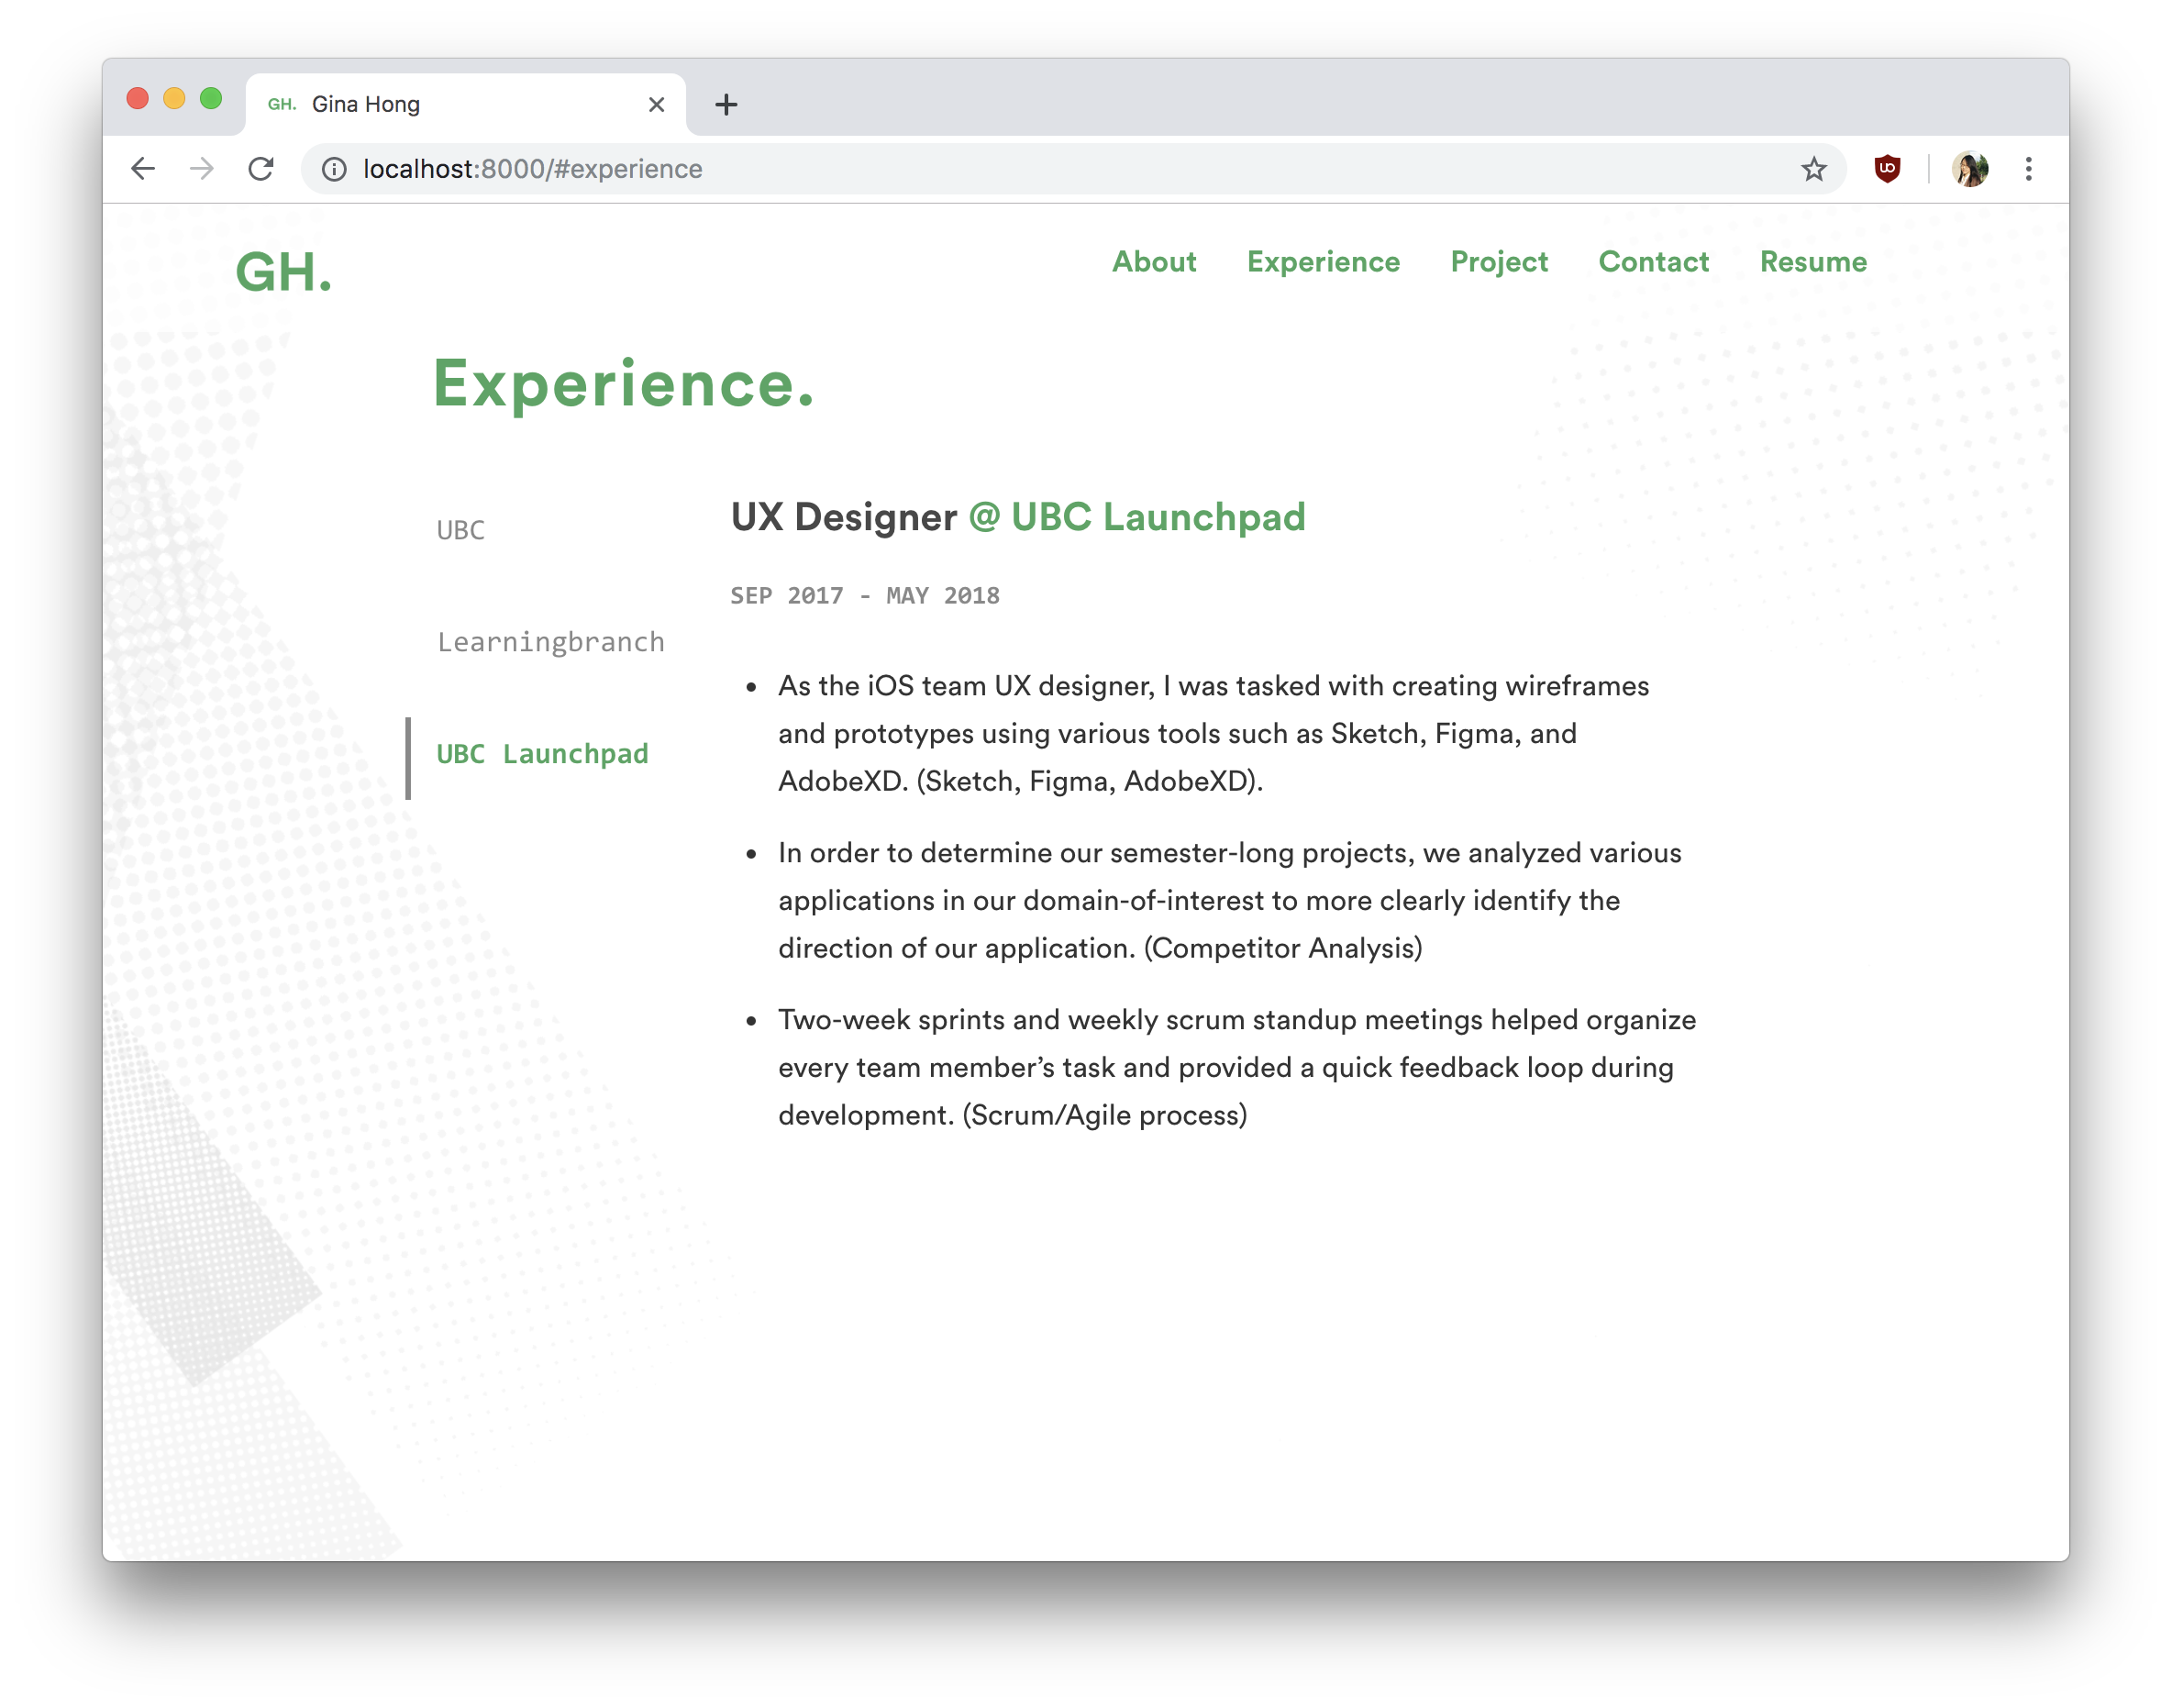 GH. Gina Hong
localhost:8000/#experience
GH.
About Experience Project Contact Resume
Experience.
UBC
Learningbranch
UBC Launchpad
UX Designer @ UBC Launchpad
SEP 2017 - MAY 2018
As the iOS team UX designer, I was tasked with creating wireframes
and prototypes using various tools such as Sketch, Figma, and
AdobeXD. (Sketch, Figma, AdobeXD).
In order to determine our semester-long projects, we analyzed various
applications in our domain-of-interest to more clearly identify the
direction of our application. (Competitor Analysis)
Two-week sprints and weekly scrum standup meetings helped organize
every team member’s task and provided a quick feedback loop during
development. (Scrum/Agile process)